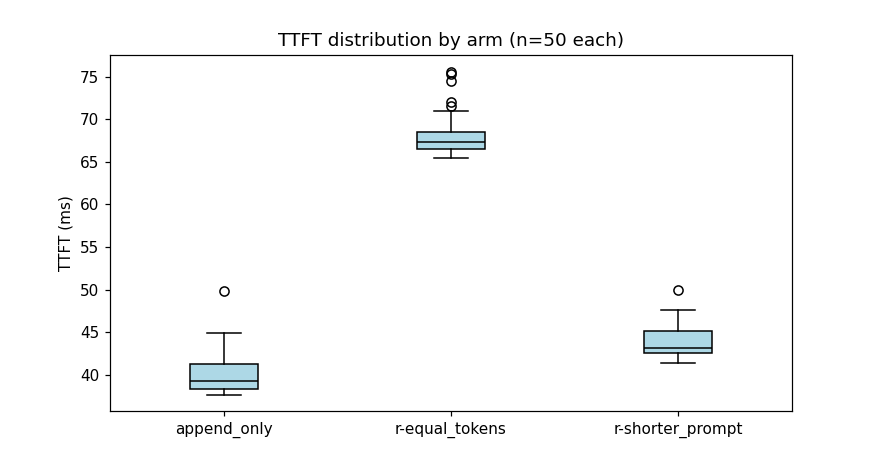 TTFT distribution by arm (n=50 each)
TTFT (ms)
75
70
65
60
55
50
45
40
append_only
r-equal_tokens
r-shorter_prompt